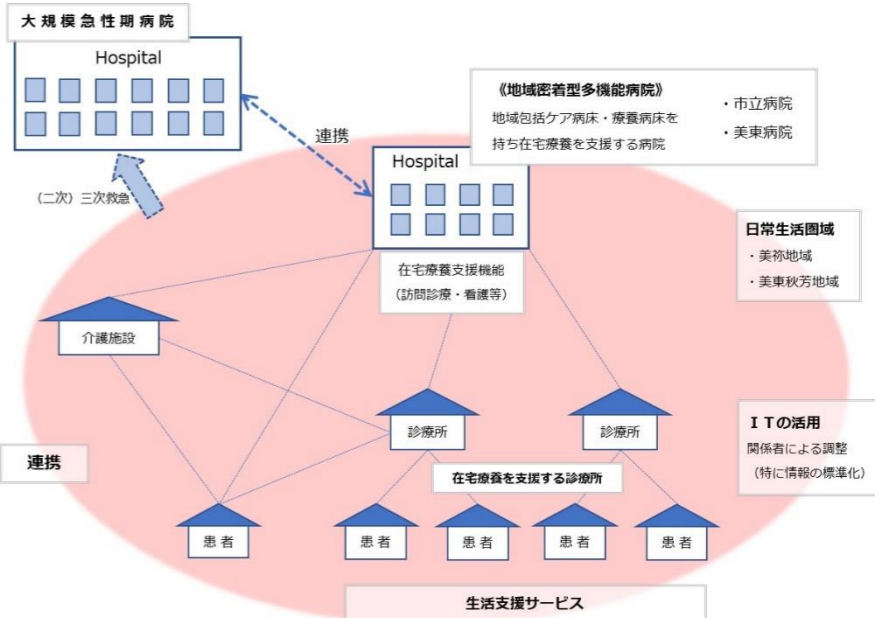 大規模急性期病院
Hospital
《地域密着型多機能病院》
地域包括ケア病床・療養病床を
持ち在宅療養を支援する病院
・市立病院
・美東病院
連携
Hospital
(二次)三次救急
日常生活圏域
・美祢地域
・美東秋芳地域
在宅療養支援機能
(訪問診療・看護等)
介護施設
診療所
診療所
ITの活用
関係者による調整
(特に情報の標準化)
連携
在宅療養を支援する診療所
患者
患者
患者
患者
患者
生活支援サービス